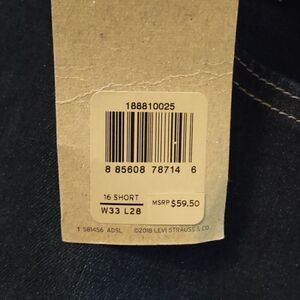 188810025
8 85608 78714 6
16 SHORT
W33 L28
MSRP $59.50
1 581456 ADSL
©2018 LEVI STRAUSS & CO.